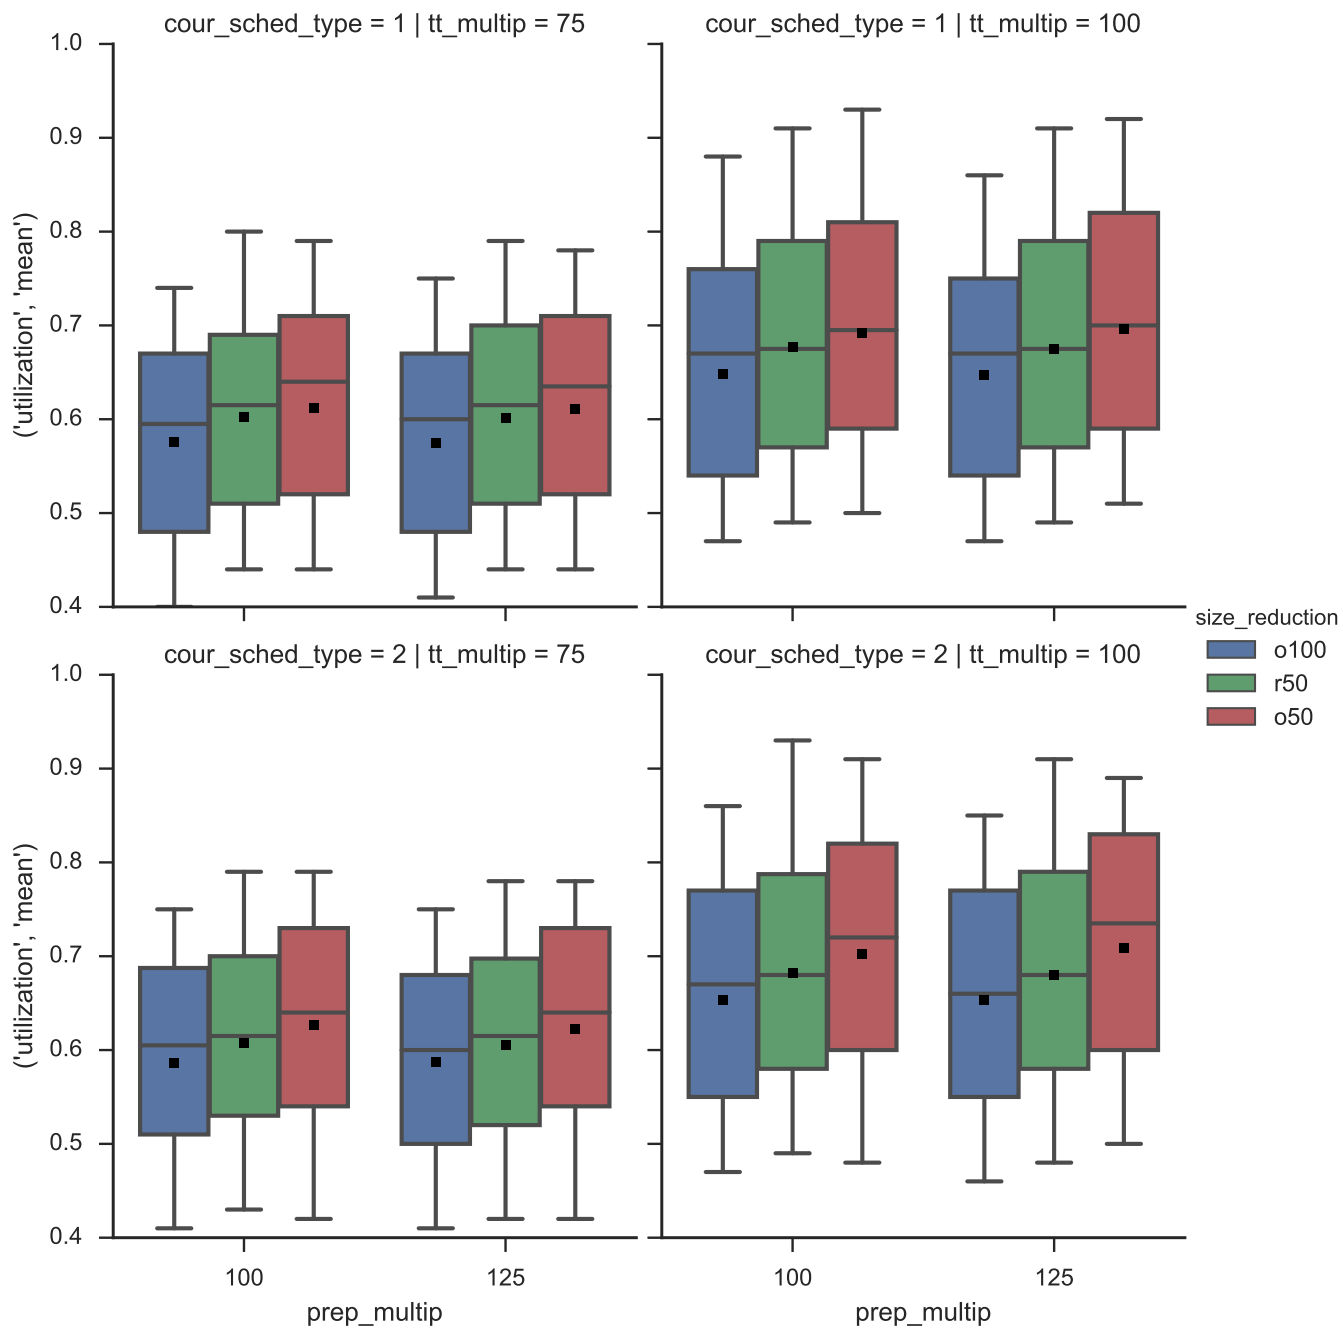 cour_sched_type = 1 | tt_multip = 75
cour_sched_type = 1 | tt_multip = 100
1.0
0.9
0.8
0.7
0.6
0.5
0.4
('utilization', 'mean')
size_reduction
o100
r50
o50
cour_sched_type = 2 | tt_multip = 75
cour_sched_type = 2 | tt_multip = 100
1.0
0.9
0.8
0.7
0.6
0.5
0.4
('utilization', 'mean')
100
125
100
125
prep_multip
prep_multip